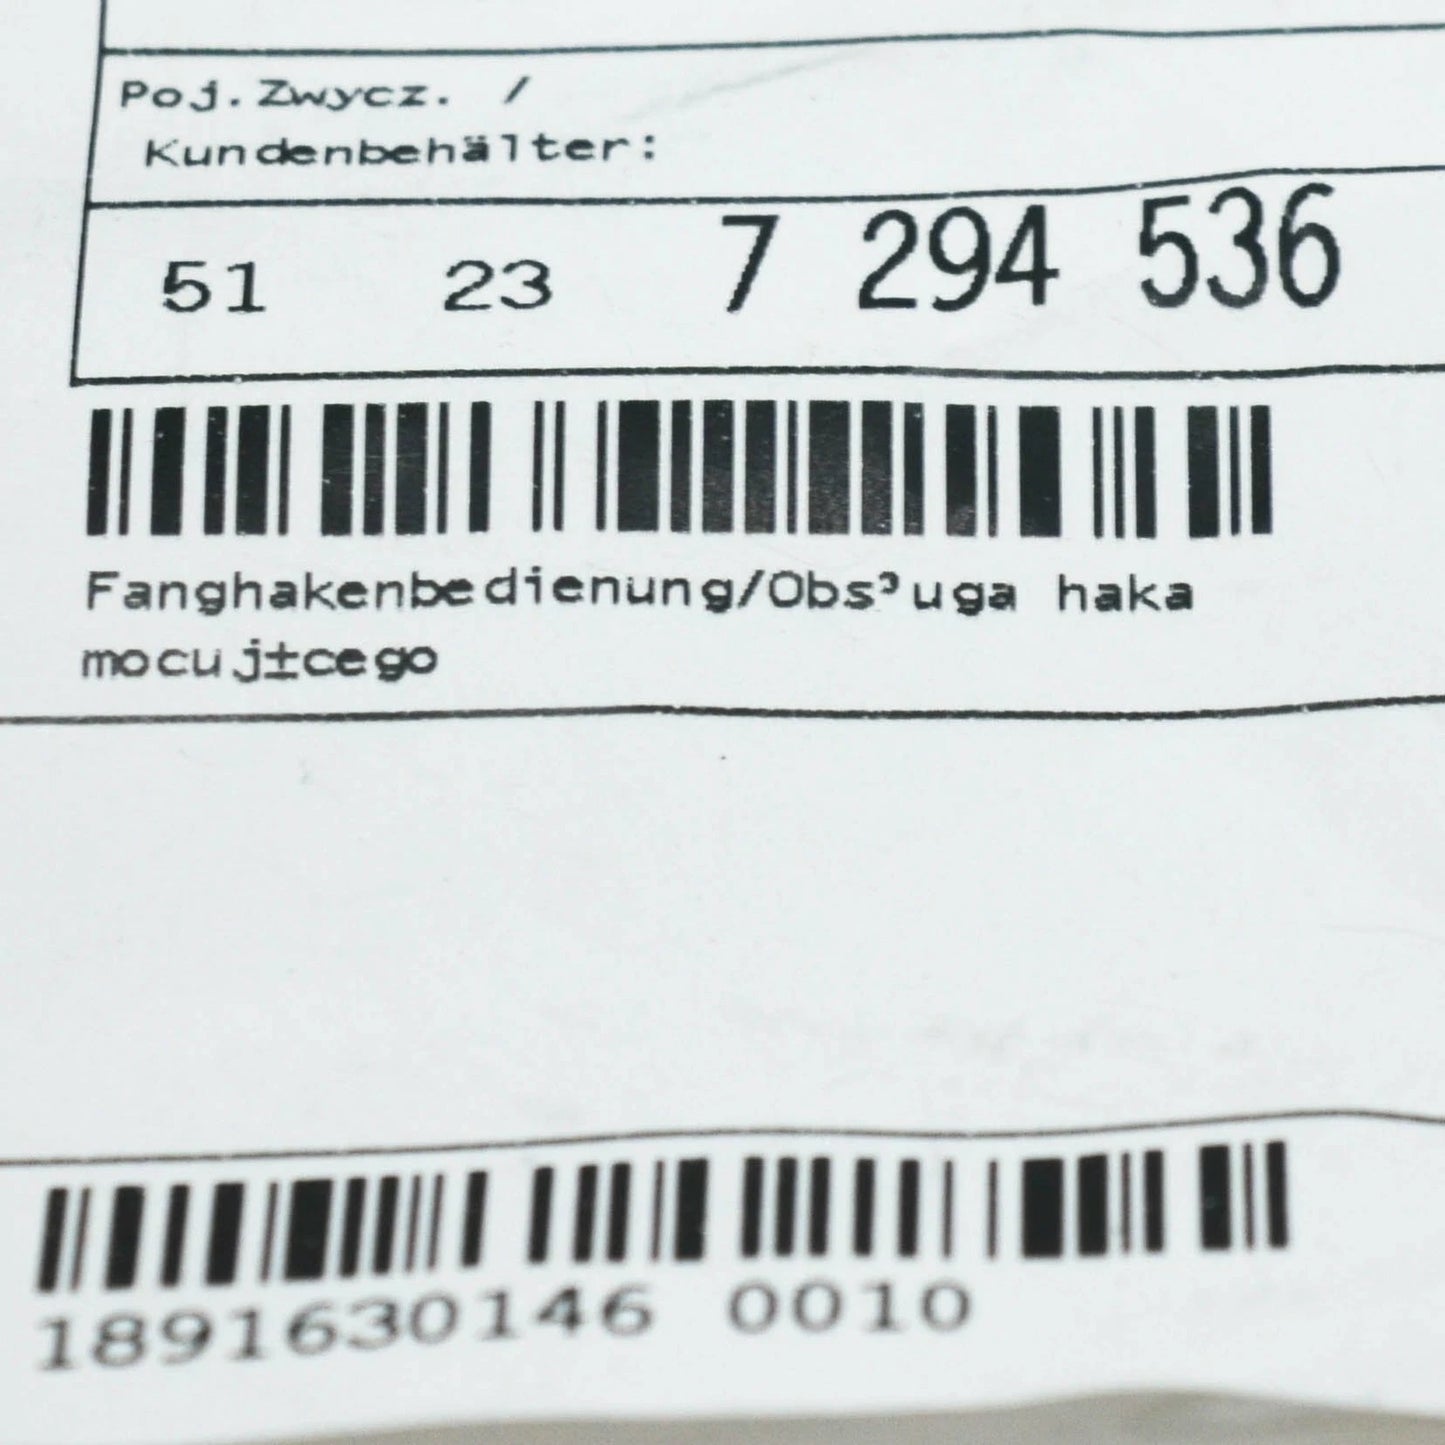 Poj.Zwycz. /
Kundenbehälter:
51 23 7 294 536
Fanghakenbedienung/Obs³uga haka
mocuj±cego
1891630146 0010